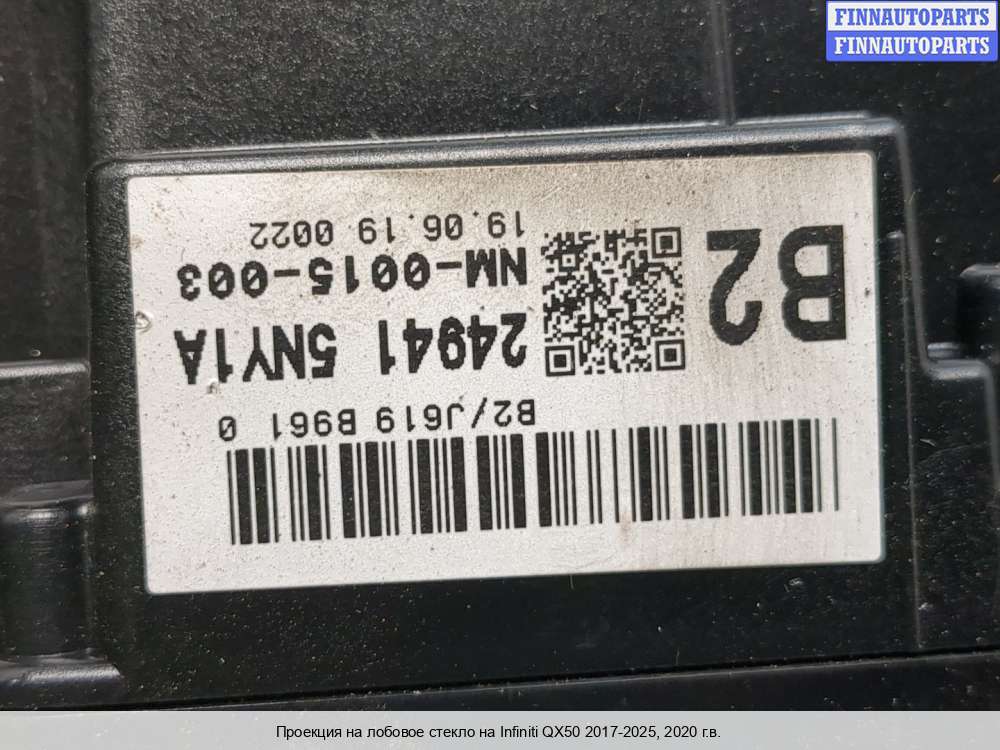 FINNAUTOPARTS
FINNAUTOPARTS
B2/J619 B961 0
B2
24941 5NY1A
NM-0015-003
19.06.19 0022
Проекция на лобовое стекло на Infiniti QX50 2017-2025, 2020 г.в.